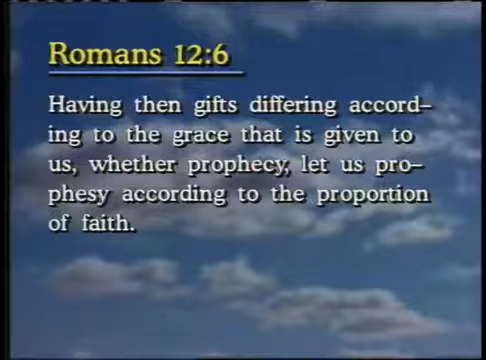 Romans 12:6
Having then gifts differing accord-
ing to the grace that is given to
us, whether prophecy, let us pro-
phesy according to the proportion
of faith.